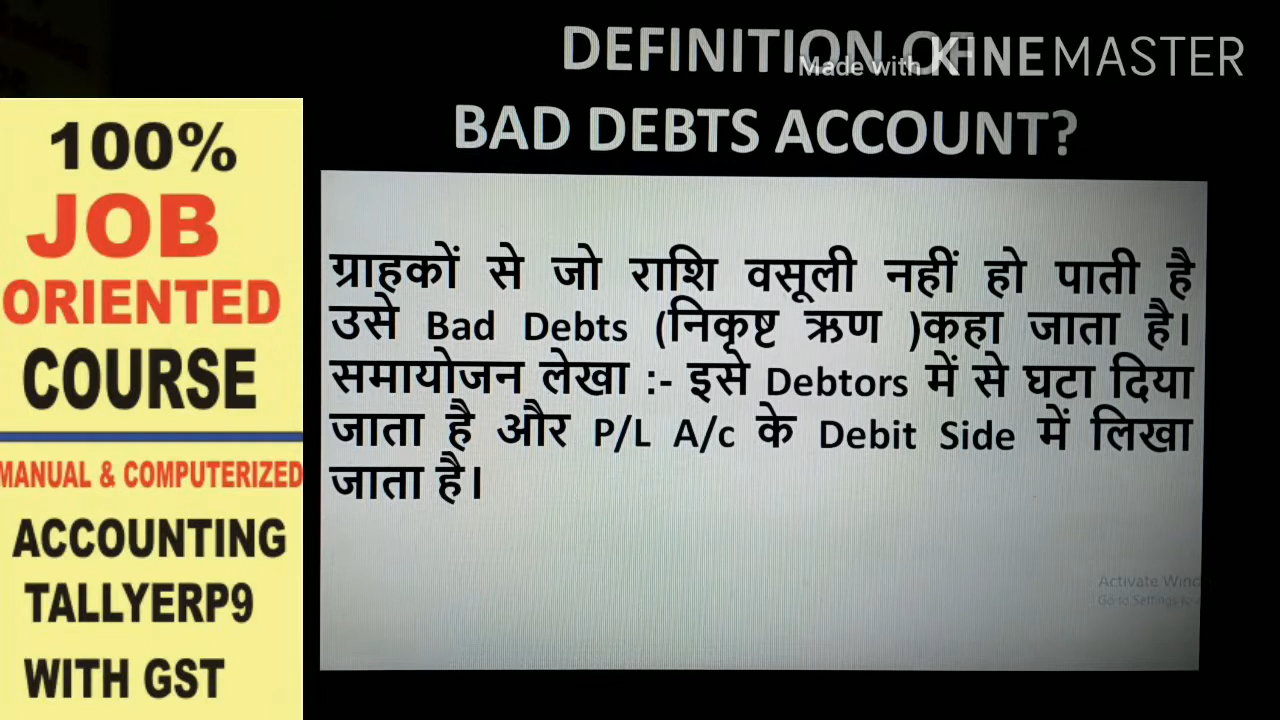 DEFINITION OF
Made with KINEMASTER
BAD DEBTS ACCOUNT?
100%
JOB
ORIENTED
COURSE
MANUAL & COMPUTERIZED
ACCOUNTING
TALLYERP9
WITH GST
ग्राहकों से जो राशि वसूली नहीं हो पाती है
उसे Bad Debts (निकृष्ट ऋण )कहा जाता है।
समायोजन लेखा :- इसे Debtors में से घटा दिया
जाता है और P/L A/c के Debit Side में लिखा
जाता है।
Activate Wind
Go to Settings to